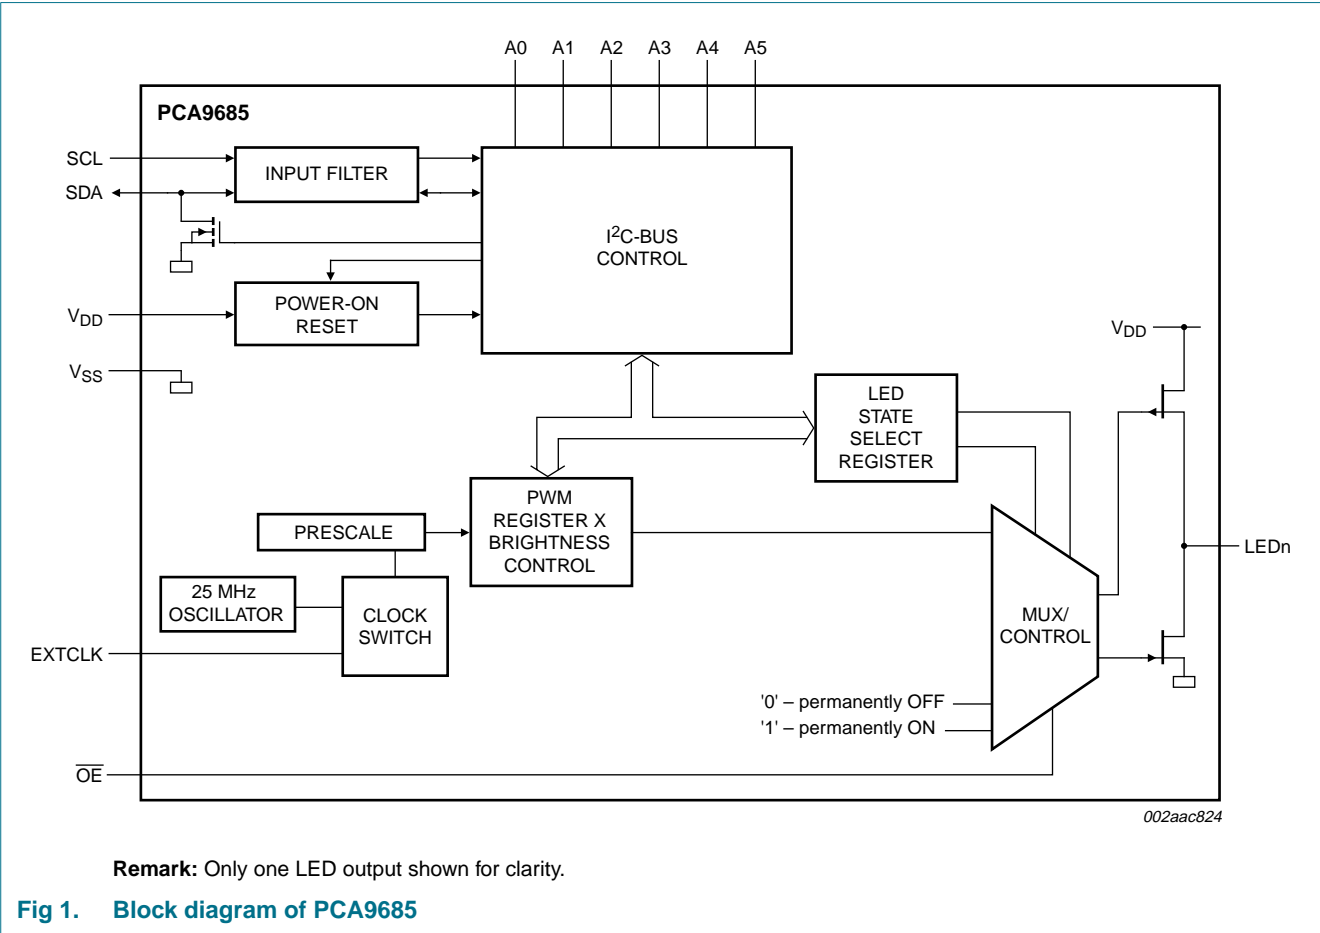 A0 A1 A2 A3 A4 A5
PCA9685
SCL
SDA
INPUT FILTER
I2C-BUS
CONTROL
POWER-ON
RESET
VDD
VSS
VDD
LED
STATE
SELECT
REGISTER
PWM
REGISTER X
BRIGHTNESS
CONTROL
PRESCALE
25 MHz
OSCILLATOR
CLOCK
SWITCH
EXTCLK
LEDn
MUX/
CONTROL
'0' – permanently OFF
'1' – permanently ON
OE
002aac824
Remark: Only one LED output shown for clarity.
Fig 1. Block diagram of PCA9685